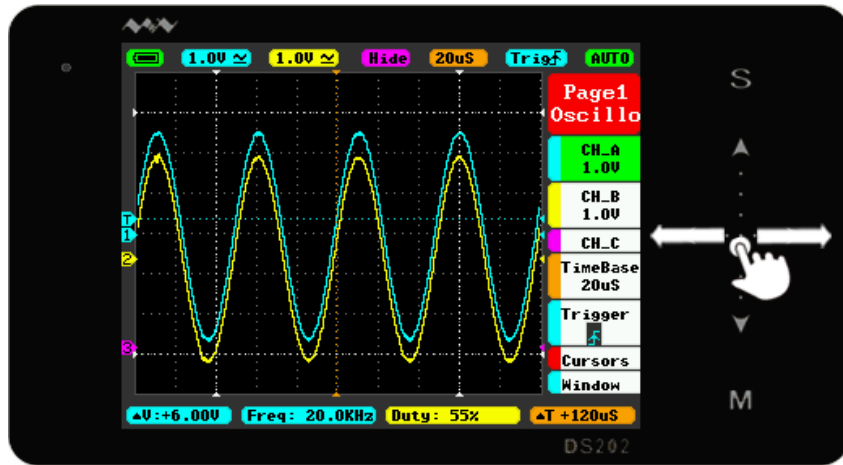 1.0V 1.0V Hide 20uS Trig AUTO
Page1
Oscillo
CH_A
1.0V
CH_B
1.0V
CH_C
TimeBase
20uS
Trigger
Cursors
Window
T
1
2
3
▲V:+6.00V Freq: 20.0KHz Duty: 55% ▲T +120uS
S
M
DS202